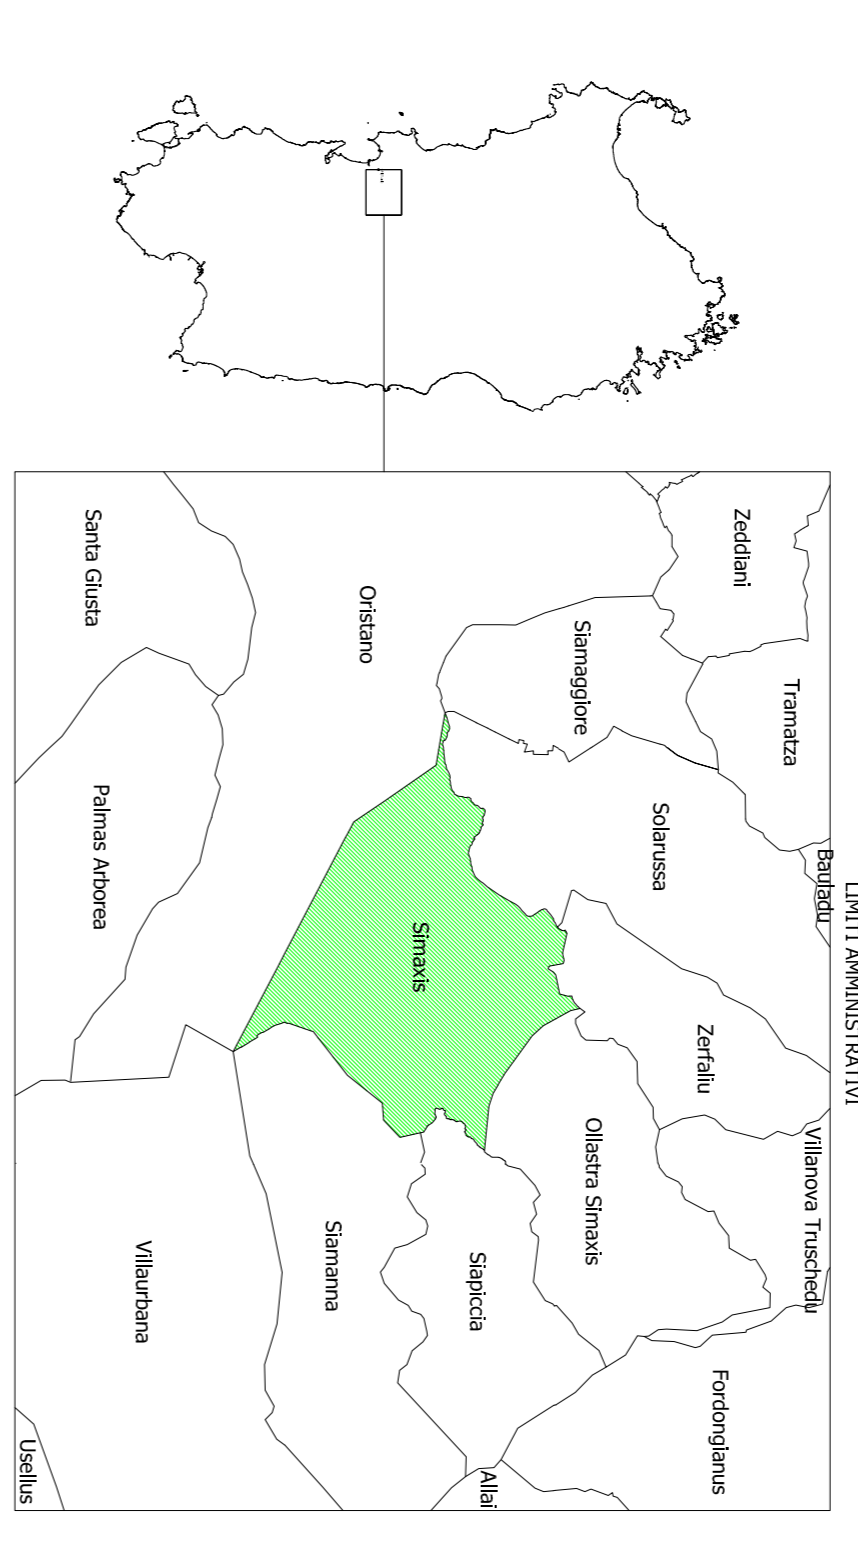 LIMITI AMMINISTRATIVI
Bauladu
Villanova Truschedu
Tramatza
Zeddiani
Fordongianus
Zerfaliu
Solarussa
Ollastra Simaxis
Siamaggiore
Allai
Siapiccia
Simaxis
Oristano
Siamanna
Villaurbana
Palmas Arborea
Santa Giusta
Usellus